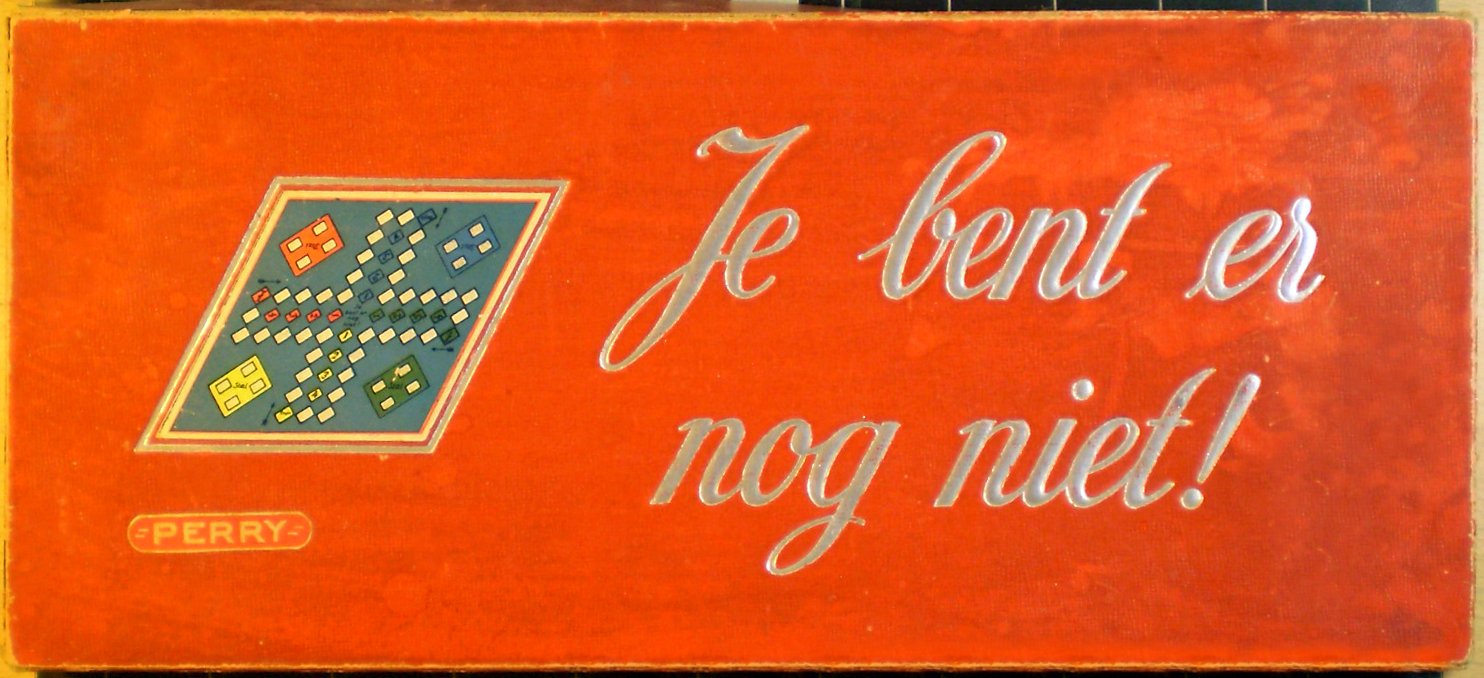 Je bent er
nog niet!
PERRY